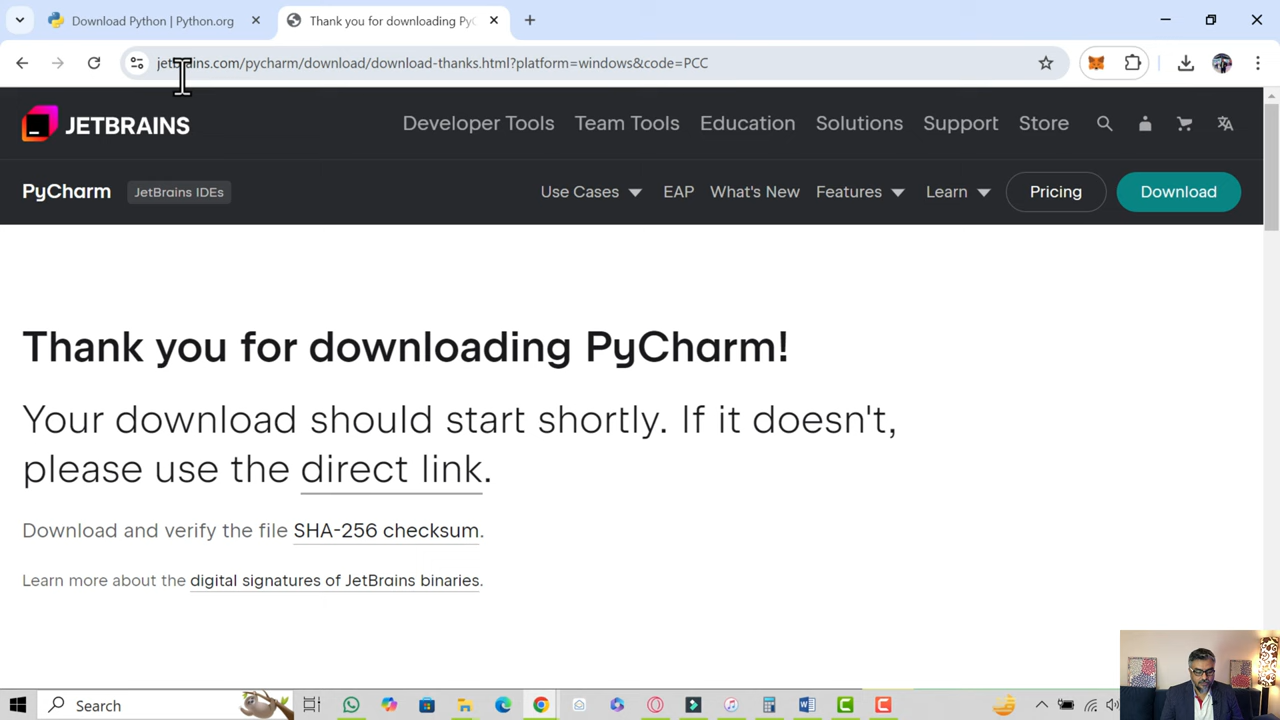 Download Python | Python.org
Thank you for downloading Py
jetbrains.com/pycharm/download/download-thanks.html?platform=windows&code=PCC
JETBRAINS
Developer Tools
Team Tools
Education
Solutions
Support
Store
PyCharm
JetBrains IDEs
Use Cases
EAP
What's New
Features
Learn
Pricing
Download
Thank you for downloading PyCharm!
Your download should start shortly. If it doesn't,
please use the direct link.
Download and verify the file SHA-256 checksum.
Learn more about the digital signatures of JetBrains binaries.
Search